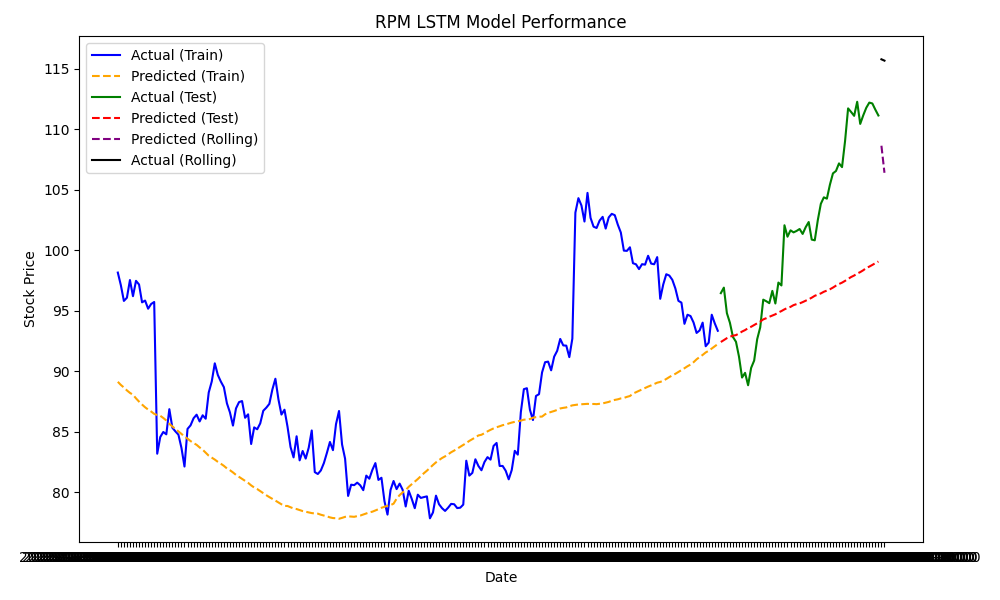 RPM LSTM Model Performance
Actual (Train)
Predicted (Train)
Actual (Test)
Predicted (Test)
Predicted (Rolling)
Actual (Rolling)
Stock Price
115
110
105
100
95
90
85
80
Date